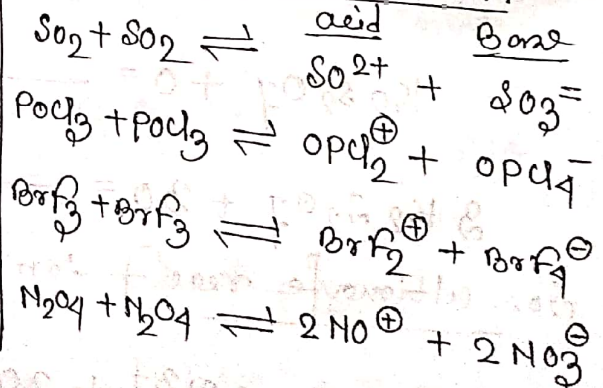 acid Base
SO₂ + SO₂ ⇌ SO²⁺ + SO₃⁼
POCl₃ + POCl₃ ⇌ OPCl₂⊕ + OPCl₄⁻
BrF₃ + BrF₃ ⇌ BrF₂⊕ + BrF₄⊖
N₂O₄ + N₂O₄ ⇌ 2 NO⊕ + 2 NO₃⊖